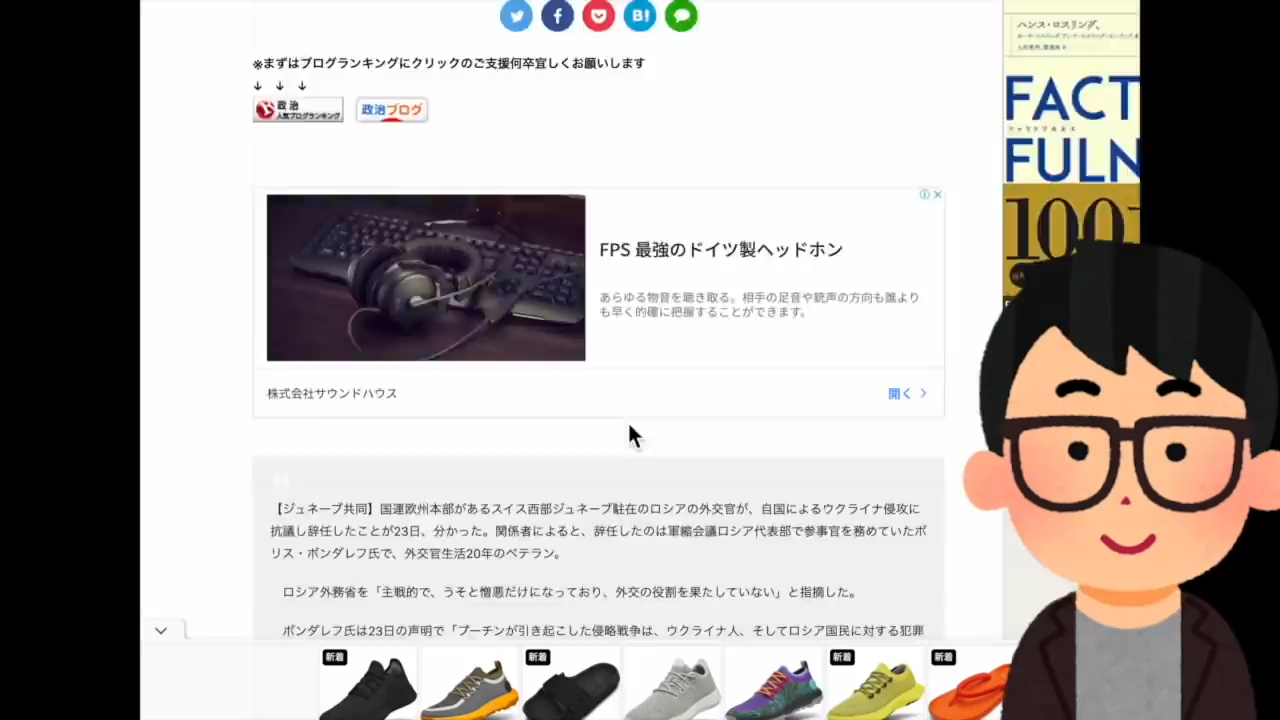 B!
ハンス・ロスリング、
※まずはブログランキングにクリックのご支援何卒宜しくお願いします
↓ ↓ ↓
政治
人気ブログランキング
政治ブログ
FACT
FULN
100
FPS 最強のドイツ製ヘッドホン
あらゆる物音を聴き取る。相手の足音や銃声の方向も誰より
も早く的確に把握することができます。
株式会社サウンドハウス
開く
【ジュネーブ共同】国連欧州本部があるスイス西部ジュネーブ駐在のロシアの外交官が、自国によるウクライナ侵攻に
抗議し辞任したことが23日、分かった。関係者によると、辞任したのは軍縮会議ロシア代表部で参事官を務めていたボ
リス・ボンダレフ氏で、外交官生活20年のベテラン。
ロシア外務省を「主戦的で、うそと憎悪だけになっており、外交の役割を果たしていない」と指摘した。
ボンダレフ氏は23日の声明で「プーチンが引き起こした侵略戦争は、ウクライナ人、そしてロシア国民に対する犯罪
新着
新着
新着
新着